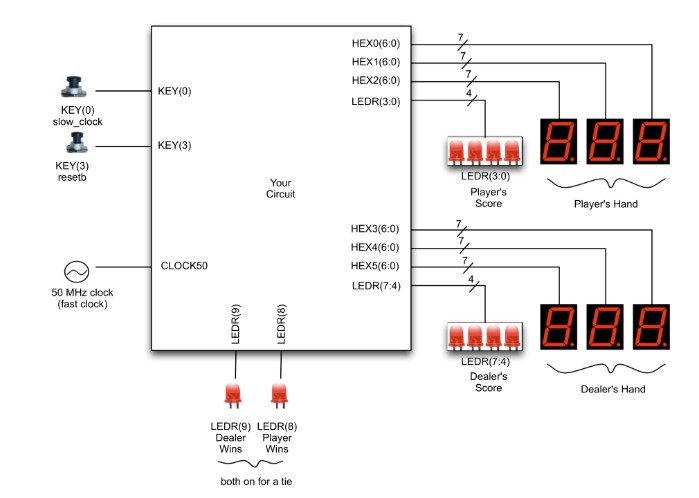 KEY(0)
slow_clock
KEY(3)
resetb
50 MHz clock
(fast clock)
KEY(0)
KEY(3)
CLOCK50
Your
Circuit
HEX0(6:0)
HEX1(6:0)
HEX2(6:0)
LEDR(3:0)
7
7
7
4
LEDR(3:0)
Player's
Score
Player's Hand
HEX3(6:0)
HEX4(6:0)
HEX5(6:0)
LEDR(7:4)
7
7
7
4
LEDR(7:4)
Dealer's
Score
Dealer's Hand
LEDR(9)
LEDR(8)
LEDR(9)
Dealer
Wins
LEDR(8)
Player
Wins
both on for a tie